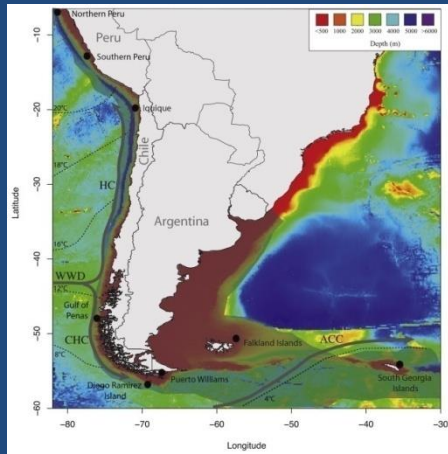 Northern Peru
Peru
Southern Peru
20°C
Iquique
Chile
18°C
HC
Argentina
16°C
WWD
12°C
Gulf of
Penas
CHC
8°C
Falkland Islands
ACC
Puerto Williams
Diego Ramirez
Island
4°C
South Georgia
Islands
<500 1000 2000 3000 4000 5000 >6000
Depth (m)
Latitude
-10
-20
-30
-40
-50
-60
-80 -70 -60 -50 -40 -30
Longitude